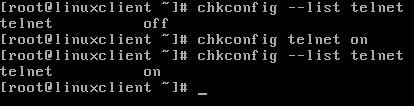 [root@linuxclient ~]# chkconfig --list telnet
telnet          off
[root@linuxclient ~]# chkconfig telnet on
[root@linuxclient ~]# chkconfig --list telnet
telnet          on
[root@linuxclient ~]# _